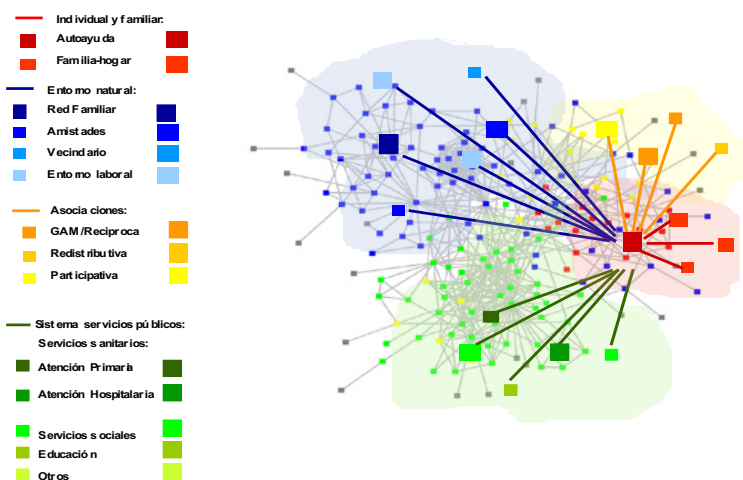 Individual y familiar:
Autoayuda
Familia-hogar
Entorno natural:
Red Familiar
Amistades
Vecindario
Entorno laboral
Asociaciones:
GAM/Reciproca
Redistributiva
Participativa
Sistema servicios públicos:
Servicios sanitarios:
Atención Primaria
Atención Hospitalaria
Servicios sociales
Educación
Otros